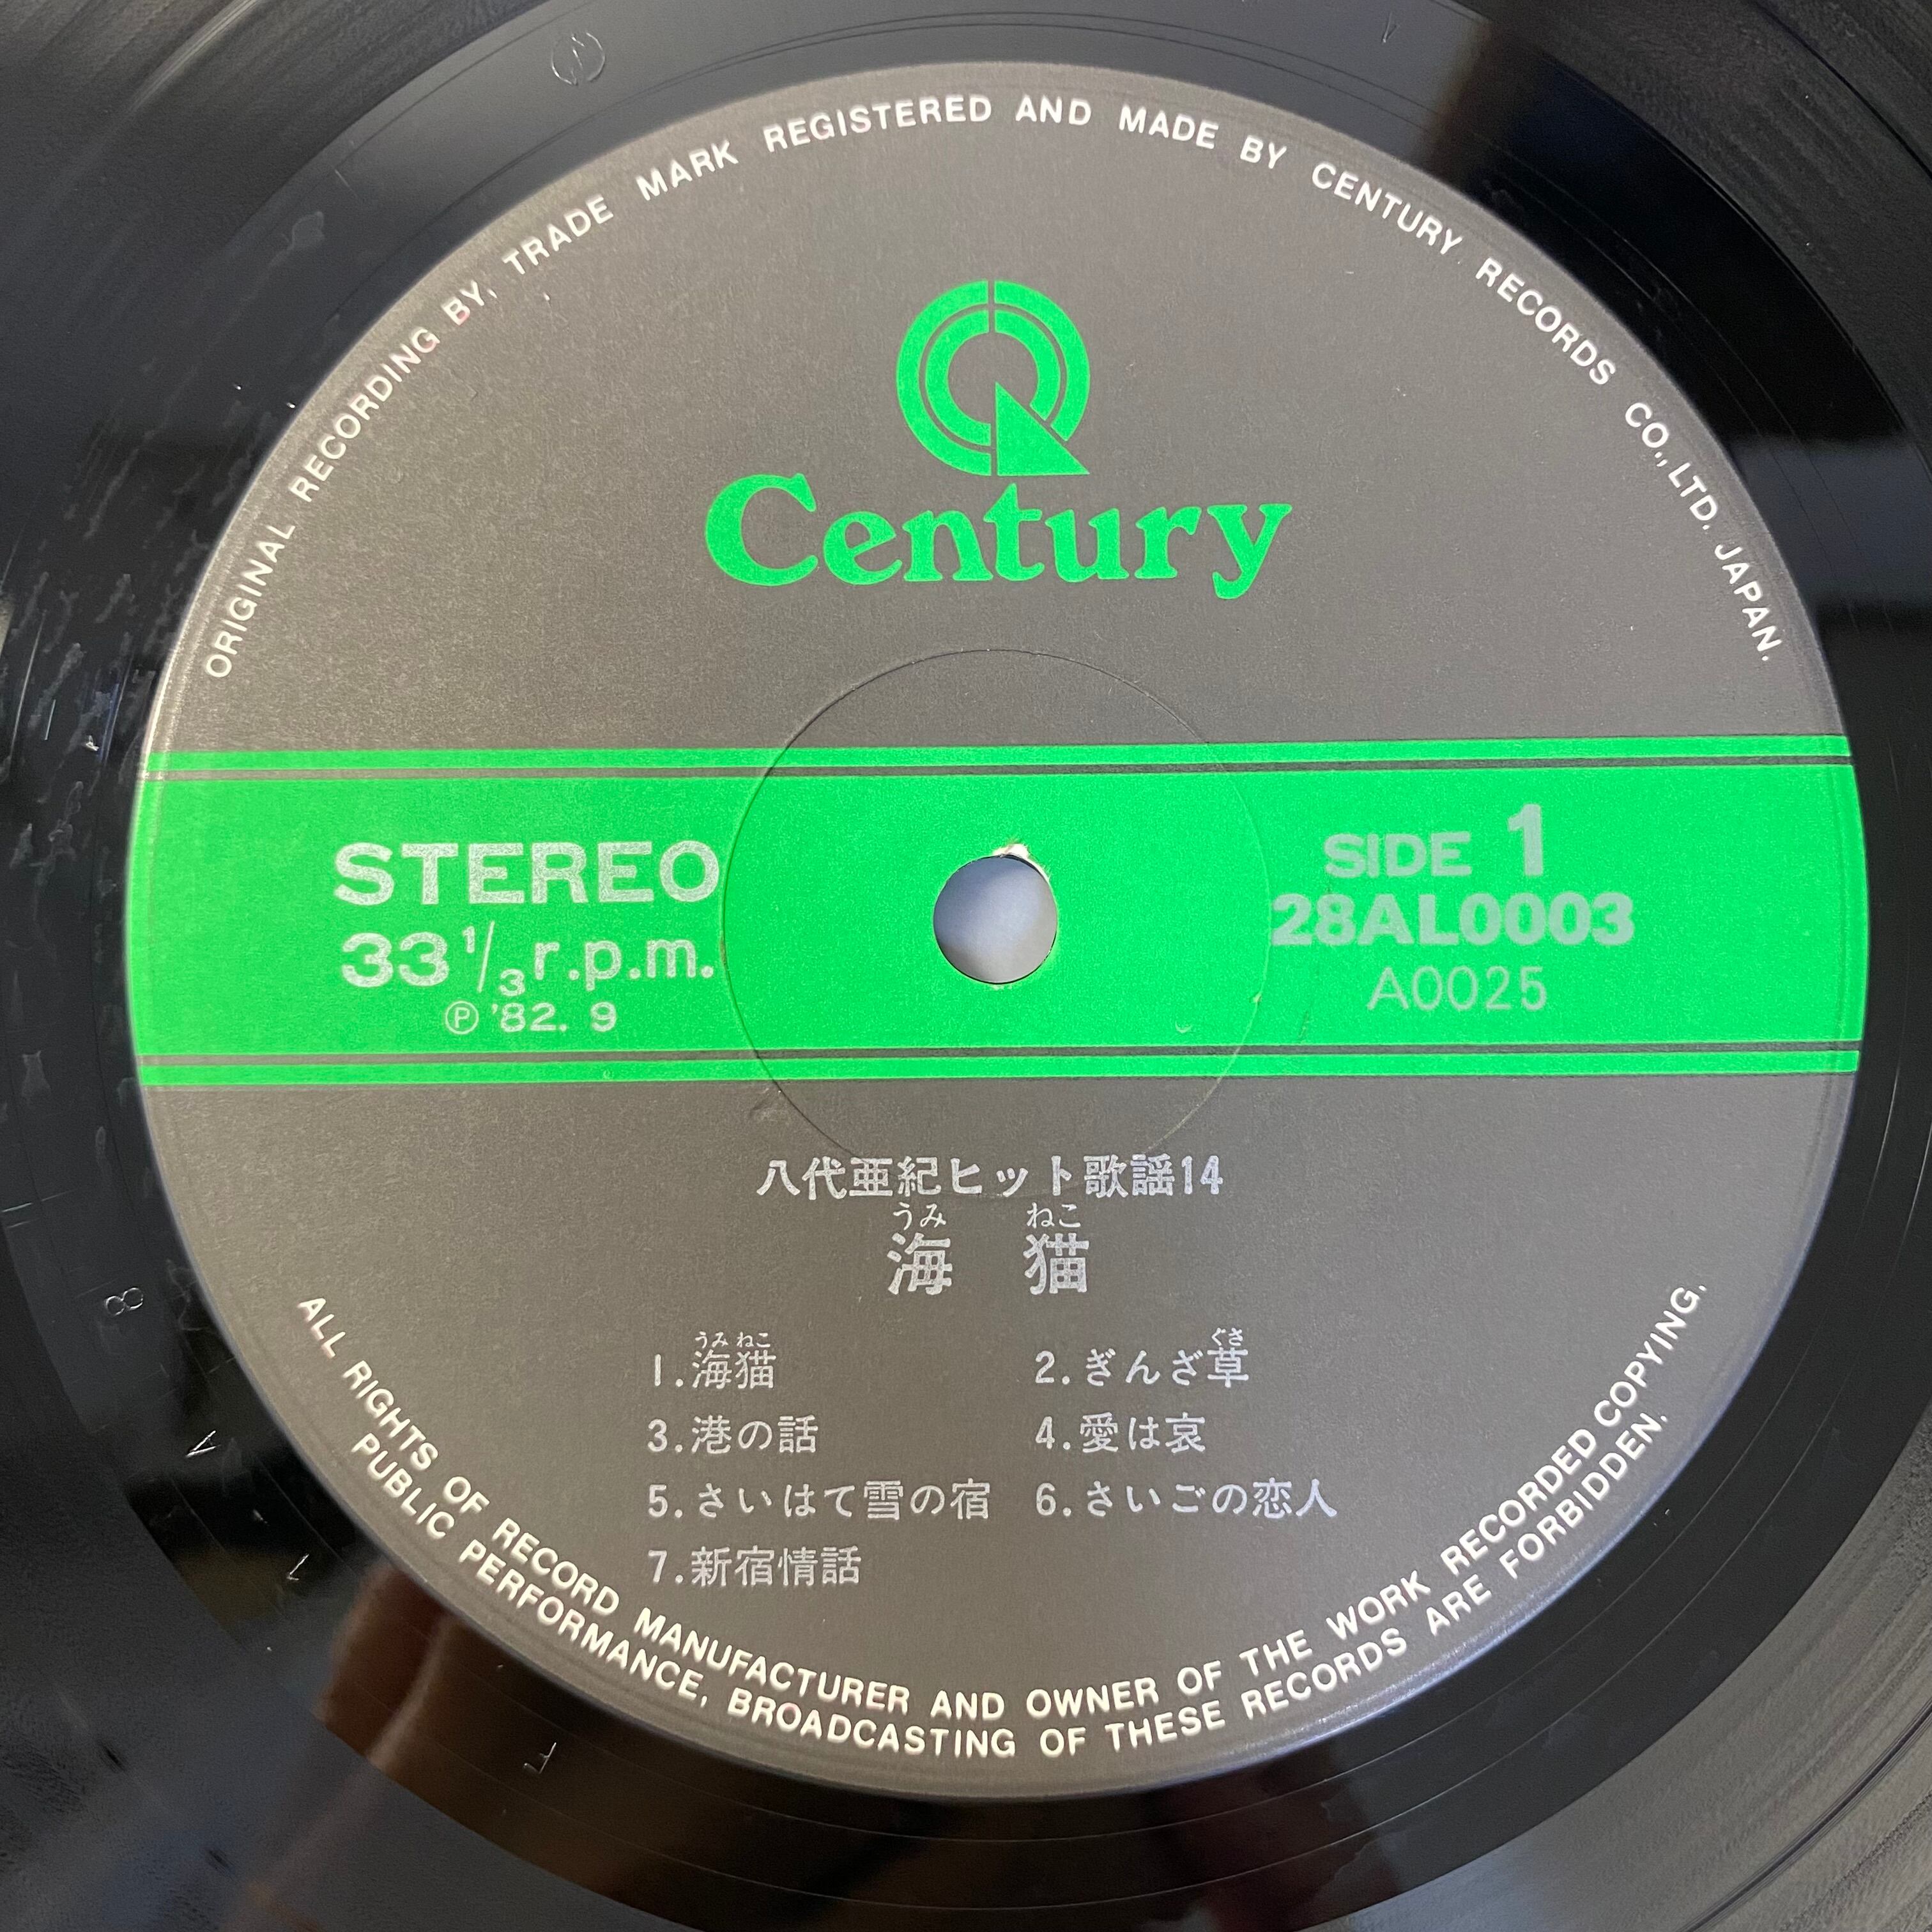 ORIGINAL RECORDING BY, TRADE MARK REGISTERED AND MADE BY CENTURY RECORDS CO., LTD. JAPAN.
Century
STEREO
33 1/3 r.p.m.
Ⓟ '82. 9
SIDE 1
28AL0003
A0025
八代亜紀ヒット歌謡14
うみ ねこ
海 猫
うみ ねこ
1.海猫
ぐさ
2.ぎんざ草
3.港の話
4.愛は哀
5.さいはて雪の宿
6.さいごの恋人
7.新宿情話
ALL RIGHTS OF RECORD MANUFACTURER AND OWNER OF THE WORK RECORDED COPYING,
PUBLIC PERFORMANCE, BROADCASTING OF THESE RECORDS ARE FORBIDDEN.